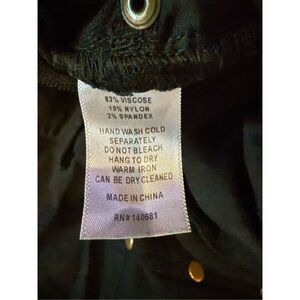 83% VISCOSE
15% NYLON
2% SPANDEX
HAND WASH COLD
SEPARATELY
DO NOT BLEACH
HANG TO DRY
WARM IRON
CAN BE DRY CLEANED
MADE IN CHINA
RN# 140681